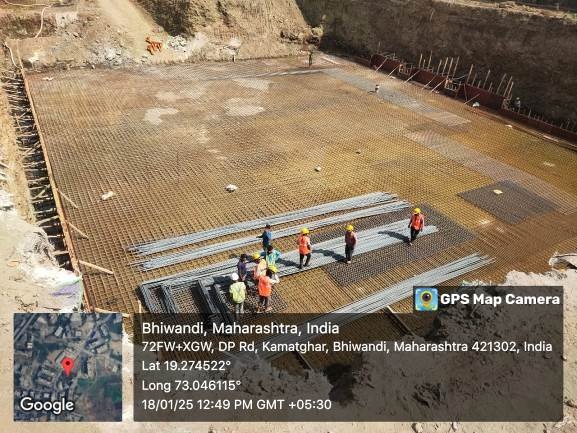 GPS Map Camera
Bhiwandi, Maharashtra, India
72FW+XGW, DP Rd, Kamatghar, Bhiwandi, Maharashtra 421302, India
Lat 19.274522°
Long 73.046115°
18/01/25 12:49 PM GMT +05:30
Google